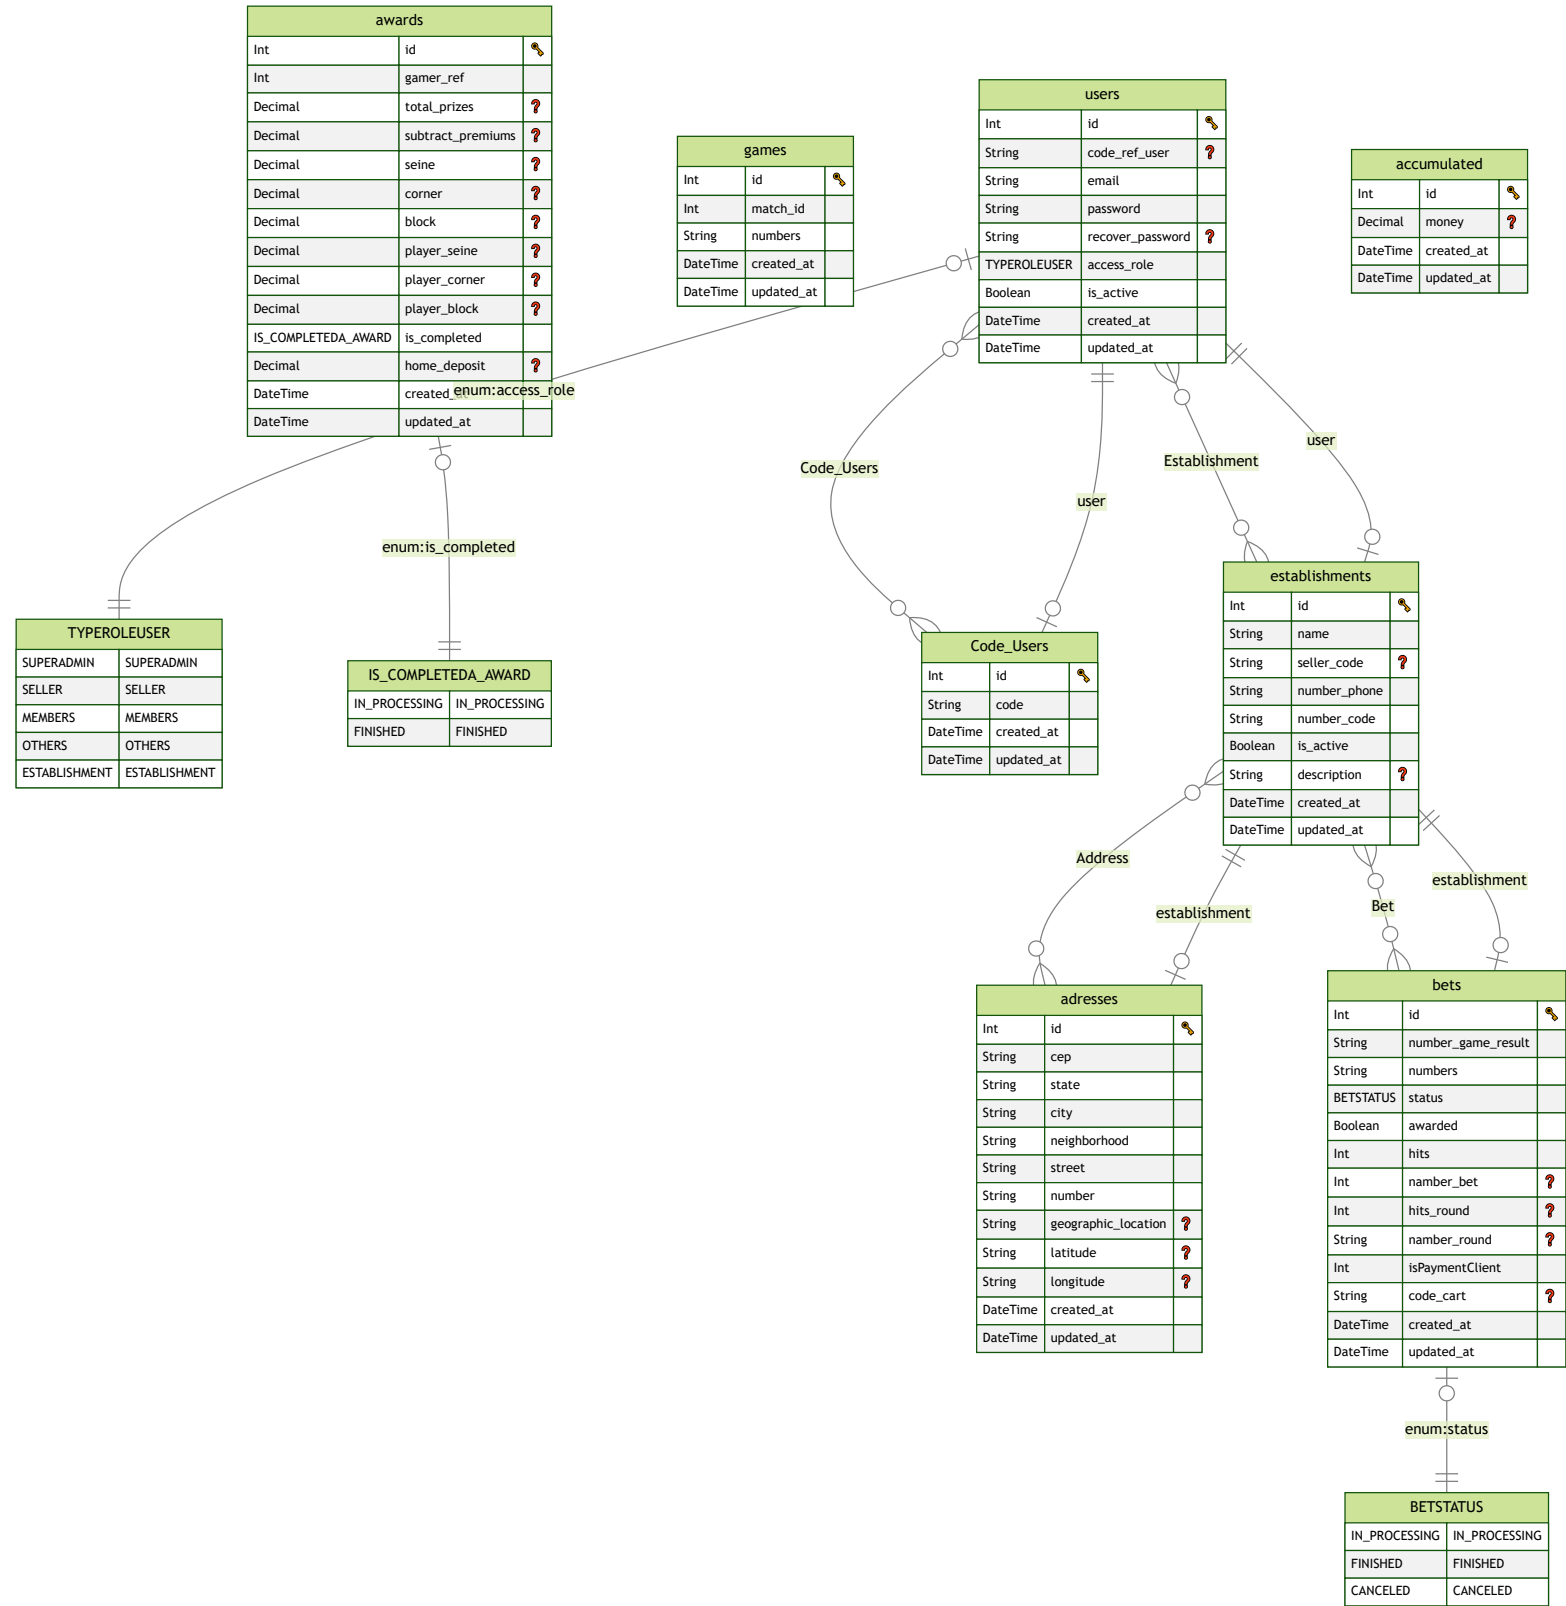 awards
Int id
Int gamer_ref
Decimal total_prizes
Decimal subtract_premiums
Decimal seine
Decimal corner
Decimal block
Decimal player_seine
Decimal player_corner
Decimal player_block
IS_COMPLETEDA_AWARD is_completed
Decimal home_deposit
DateTime created_at
DateTime updated_at
games
Int id
Int match_id
String numbers
DateTime created_at
DateTime updated_at
users
Int id
String code_ref_user
String email
String password
String recover_password
TYPEROLEUSER access_role
Boolean is_active
DateTime created_at
DateTime updated_at
accumulated
Int id
Decimal money
DateTime created_at
DateTime updated_at
enum:access_role
enum:is_completed
Code_Users
user
Establishment
user
TYPEROLEUSER
SUPERADMIN SUPERADMIN
SELLER SELLER
MEMBERS MEMBERS
OTHERS OTHERS
ESTABLISHMENT ESTABLISHMENT
IS_COMPLETEDA_AWARD
IN_PROCESSING IN_PROCESSING
FINISHED FINISHED
Code_Users
Int id
String code
DateTime created_at
DateTime updated_at
establishments
Int id
String name
String seller_code
String number_phone
String number_code
Boolean is_active
String description
DateTime created_at
DateTime updated_at
Address
establishment
Bet
establishment
adresses
Int id
String cep
String state
String city
String neighborhood
String street
String number
String geographic_location
String latitude
String longitude
DateTime created_at
DateTime updated_at
bets
Int id
String number_game_result
String numbers
BETSTATUS status
Boolean awarded
Int hits
Int namber_bet
Int hits_round
String namber_round
Int isPaymentClient
String code_cart
DateTime created_at
DateTime updated_at
enum:status
BETSTATUS
IN_PROCESSING IN_PROCESSING
FINISHED FINISHED
CANCELED CANCELED